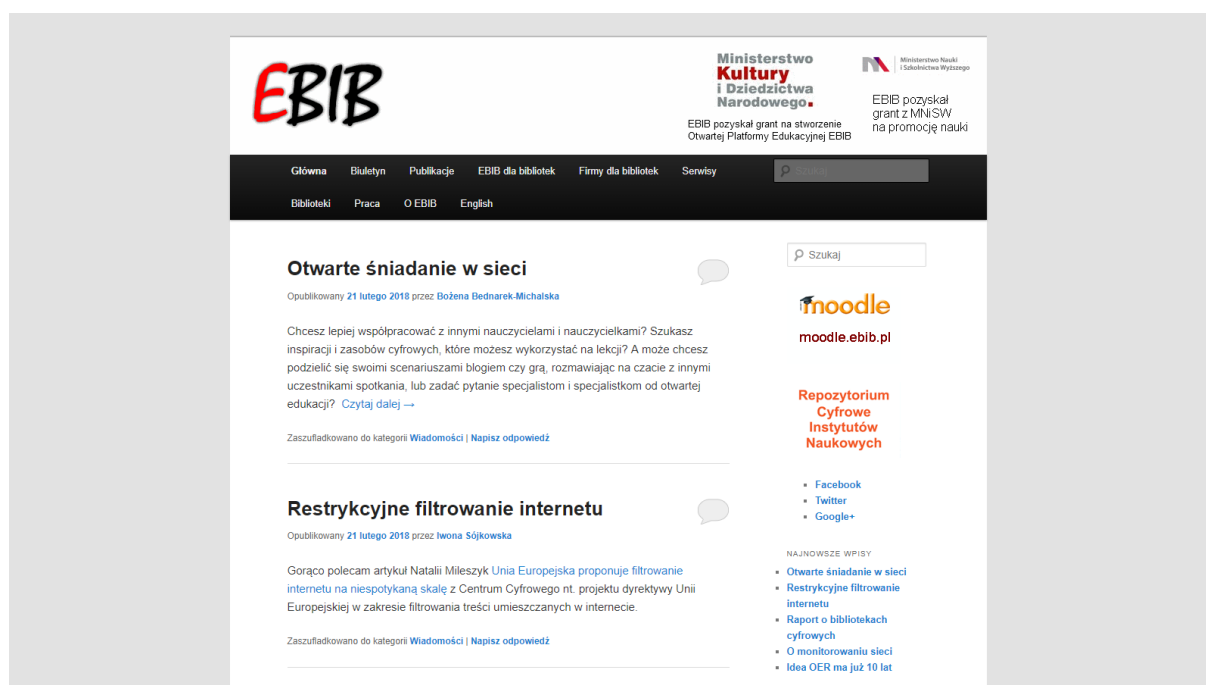 EBIB
Ministerstwo
Kultury
i Dziedzictwa
Narodowego.
EBIB pozyskał grant na stworzenie
Otwartej Platformy Edukacyjnej EBIB
Ministerstwo Nauki
i Szkolnictwa Wyższego
EBIB pozyskał
grant z MNiSW
na promocję nauki
Główna Biuletyn Publikacje EBIB dla bibliotek Firmy dla bibliotek Serwisy
Szukaj
Biblioteki Praca O EBIB English
Otwarte śniadanie w sieci
Opublikowany 21 lutego 2018 przez Bożena Bednarek-Michalska
Chcesz lepiej współpracować z innymi nauczycielami i nauczycielkami? Szukasz
inspiracji i zasobów cyfrowych, które możesz wykorzystać na lekcji? A może chcesz
podzielić się swoimi scenariuszami blogiem czy grą, rozmawiając na czacie z innymi
uczestnikami spotkania, lub zadać pytanie specjalistom i specjalistkom od otwartej
edukacji? Czytaj dalej →
Zaszufladkowano do kategorii Wiadomości | Napisz odpowiedź
Restrykcyjne filtrowanie internetu
Opublikowany 21 lutego 2018 przez Iwona Sójkowska
Gorąco polecam artykuł Natalii Mileszyk Unia Europejska proponuje filtrowanie
internetu na niespotykaną skalę z Centrum Cyfrowego nt. projektu dyrektywy Unii
Europejskiej w zakresie filtrowania treści umieszczanych w internecie.
Zaszufladkowano do kategorii Wiadomości | Napisz odpowiedź
Szukaj
moodle
moodle.ebib.pl
Repozytorium
Cyfrowe
Instytutów
Naukowych
Facebook
Twitter
Google+
NAJNOWSZE WPISY
Otwarte śniadanie w sieci
Restrykcyjne filtrowanie
internetu
Raport o bibliotekach
cyfrowych
O monitorowaniu sieci
Idea OER ma już 10 lat